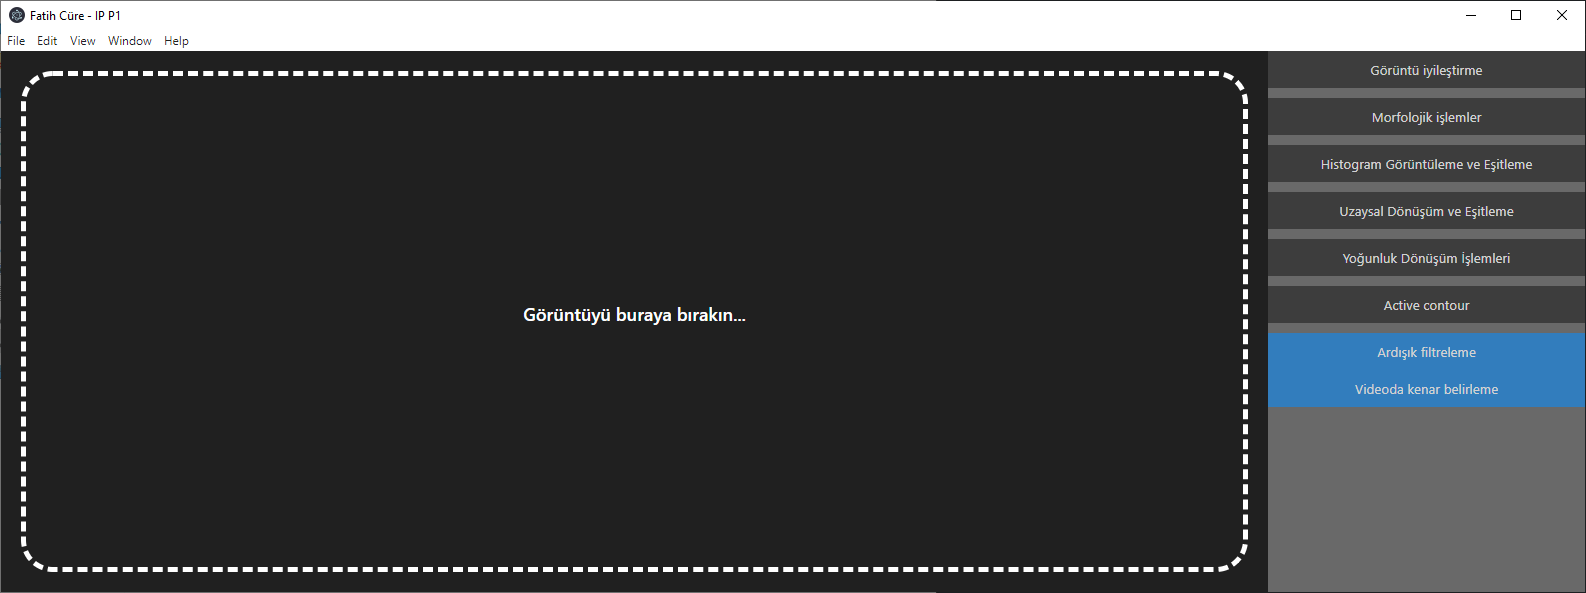 Fatih Cüre - IP P1
File Edit View Window Help
Görüntüyü buraya bırakın...
Görüntü iyileştirme
Morfolojik işlemler
Histogram Görüntüleme ve Eşitleme
Uzaysal Dönüşüm ve Eşitleme
Yoğunluk Dönüşüm İşlemleri
Active contour
Ardışık filtreleme
Videoda kenar belirleme